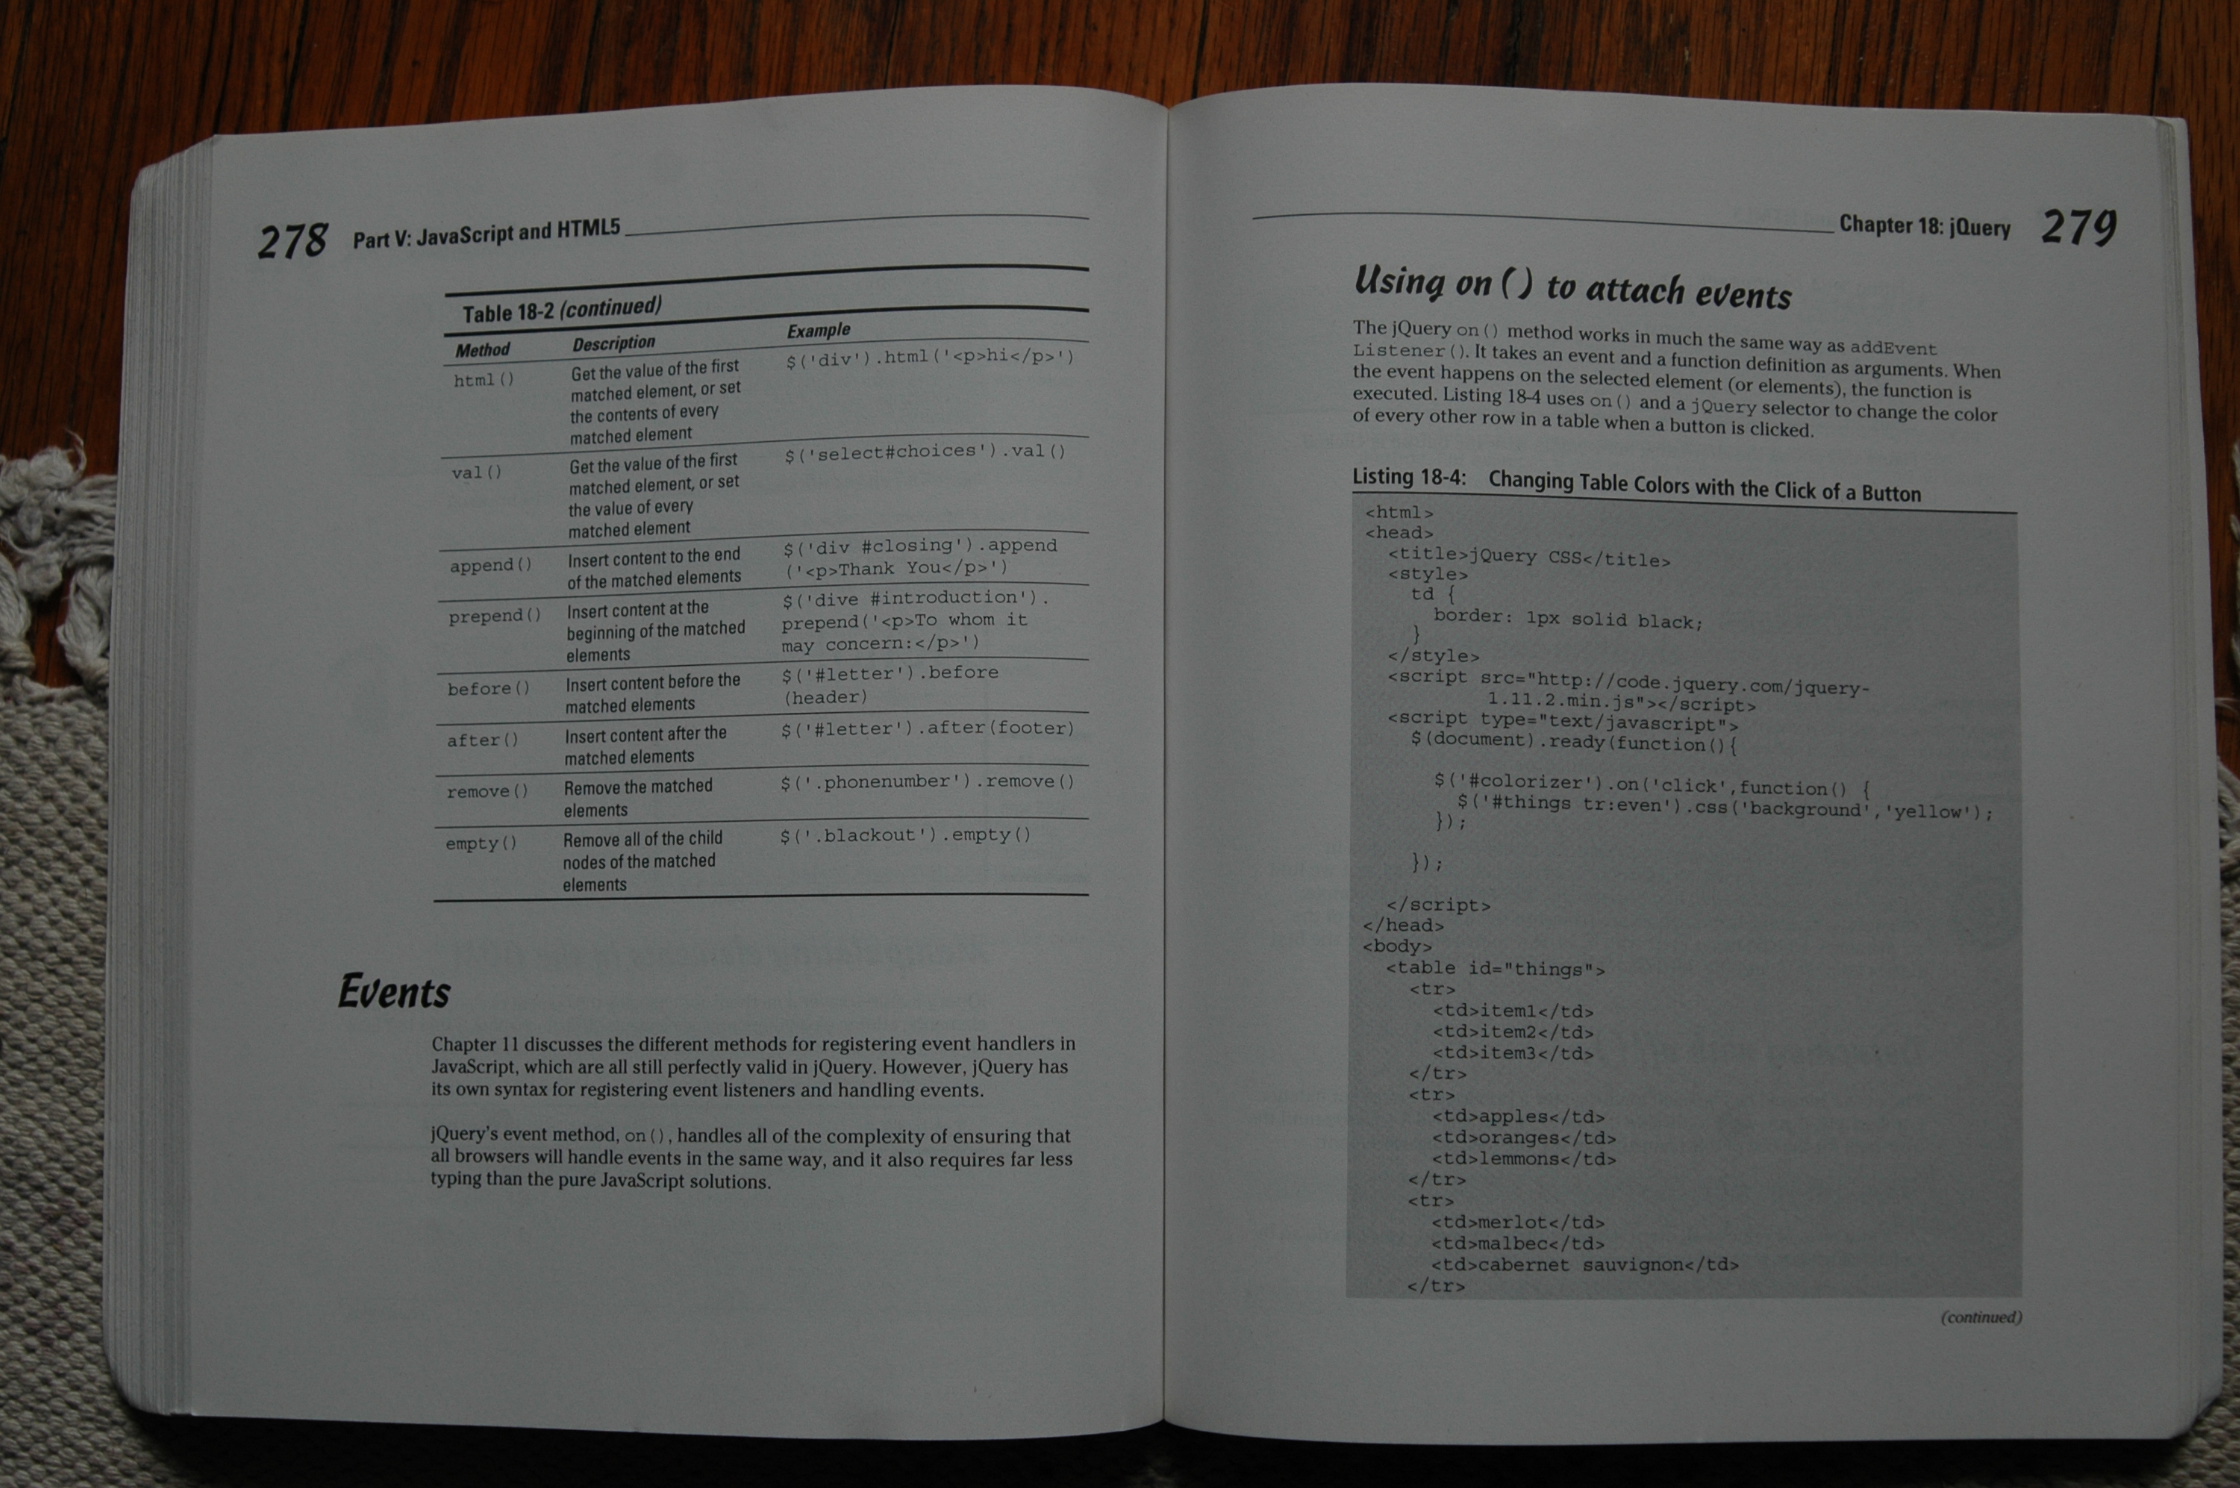 278 Part V: JavaScript and HTML5
Table 18-2 (continued)
Method Description Example
html() Get the value of the first $('div').html('<p>hi</p>')
matched element, or set
the contents of every
matched element
val() Get the value of the first $('select#choices').val()
matched element, or set
the value of every
matched element
append() Insert content to the end $('div #closing').append
of the matched elements ('<p>Thank You</p>')
prepend() Insert content at the $('dive #introduction').
beginning of the matched prepend('<p>To whom it
elements may concern:</p>')
before() Insert content before the $('#letter').before
matched elements (header)
after() Insert content after the $('#letter').after(footer)
matched elements
remove() Remove the matched $('.phonenumber').remove()
elements
empty() Remove all of the child $('.blackout').empty()
nodes of the matched
elements
Events
Chapter 11 discusses the different methods for registering event handlers in
JavaScript, which are all still perfectly valid in jQuery. However, jQuery has
its own syntax for registering event listeners and handling events.
jQuery's event method, on(), handles all of the complexity of ensuring that
all browsers will handle events in the same way, and it also requires far less
typing than the pure JavaScript solutions.
Chapter 18: jQuery 279
Using on() to attach events
The jQuery on() method works in much the same way as addEvent
Listener(). It takes an event and a function definition as arguments. When
the event happens on the selected element (or elements), the function is
executed. Listing 18-4 uses on() and a jQuery selector to change the color
of every other row in a table when a button is clicked.
Listing 18-4: Changing Table Colors with the Click of a Button
<html>
<head>
<title>jQuery CSS</title>
<style>
td {
border: 1px solid black;
}
</style>
<script src="http://code.jquery.com/jquery-
1.11.2.min.js"></script>
<script type="text/javascript">
$(document).ready(function(){
$('#colorizer').on('click',function() {
$('#things tr:even').css('background','yellow');
});
});
</script>
</head>
<body>
<table id="things">
<tr>
<td>item1</td>
<td>item2</td>
<td>item3</td>
</tr>
<tr>
<td>apples</td>
<td>oranges</td>
<td>lemmons</td>
</tr>
<tr>
<td>merlot</td>
<td>malbec</td>
<td>cabernet sauvignon</td>
</tr>
(continued)